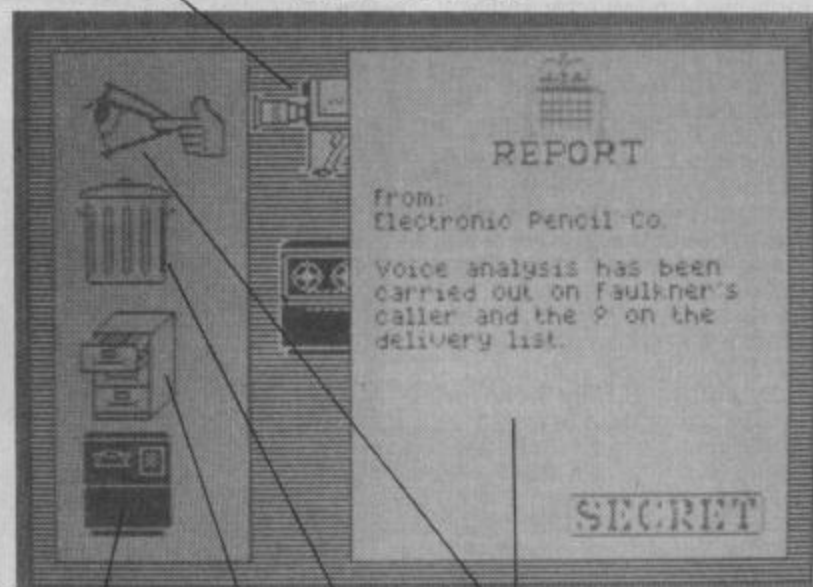 REPORT
From:
Electronic Pencil Co.
Voice analysis has been
carried out on Faulkner's
caller and the 9 on the
delivery list.
SECRET